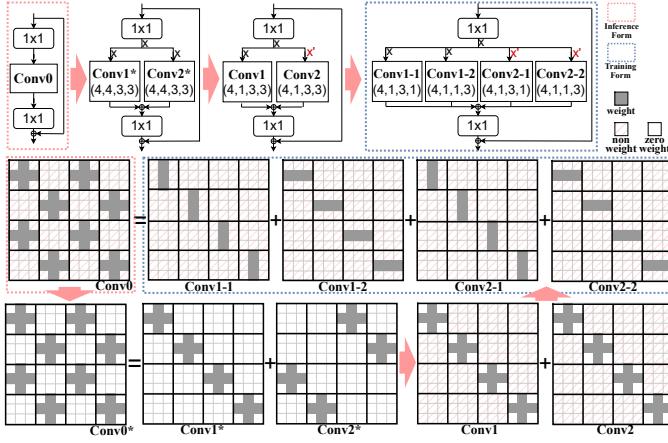 1x1
Conv0
1x1
1x1
x
x
x
Conv1*
(4,4,3,3)
Conv2*
(4,4,3,3)
1x1
1x1
x
x
x'
Conv1
(4,1,3,3)
Conv2
(4,1,3,3)
1x1
1x1
x
x
x
x'
x'
Conv1-1
(4,1,3,1)
Conv1-2
(4,1,1,3)
Conv2-1
(4,1,3,1)
Conv2-2
(4,1,1,3)
1x1
Inference
Form
Training
Form
weight
non
weight
zero
weight
=
+
+
+
Conv0
Conv1-1
Conv1-2
Conv2-1
Conv2-2
=
+
+
Conv0*
Conv1*
Conv2*
Conv1
Conv2